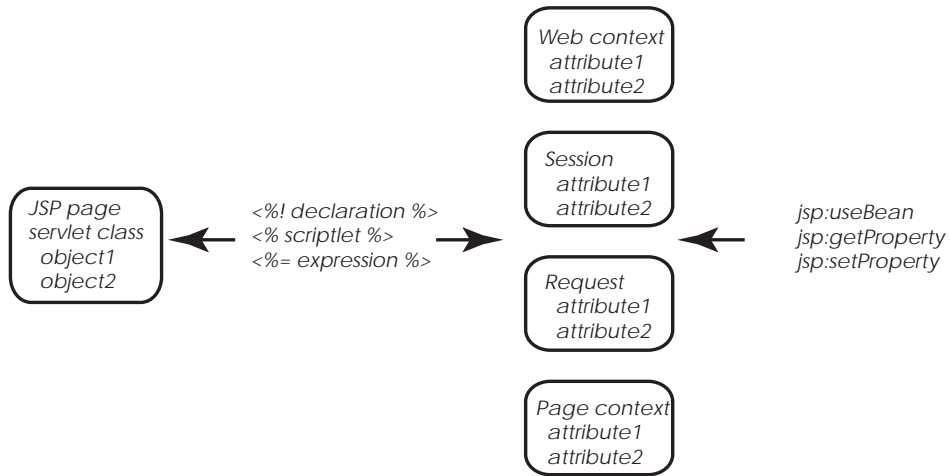 JSP page
servlet class
object1
object2
<%! declaration %>
<% scriptlet %>
<%= expression %>
Web context
attribute1
attribute2
Session
attribute1
attribute2
Request
attribute1
attribute2
Page context
attribute1
attribute2
jsp:useBean
jsp:getProperty
jsp:setProperty